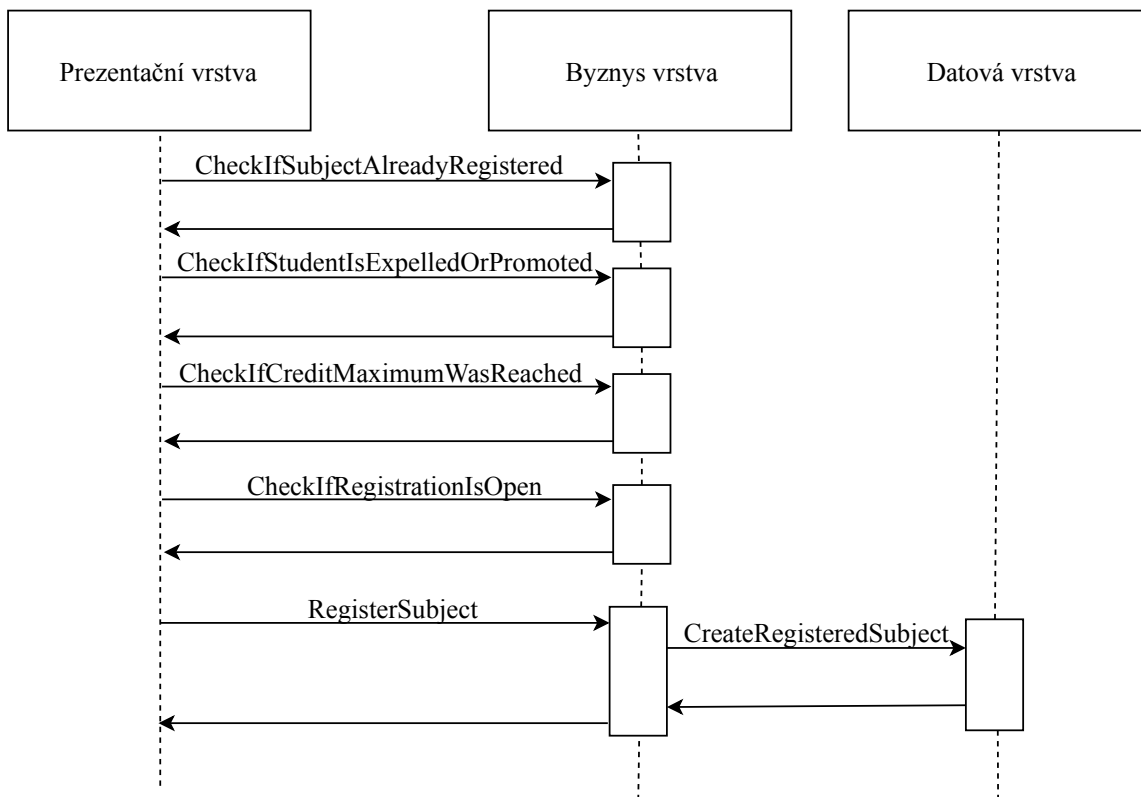 Prezentační vrstva
Byznys vrstva
Datová vrstva
CheckIfSubjectAlreadyRegistered
CheckIfStudentIsExpelledOrPromoted
CheckIfCreditMaximumWasReached
CheckIfRegistrationIsOpen
RegisterSubject
CreateRegisteredSubject